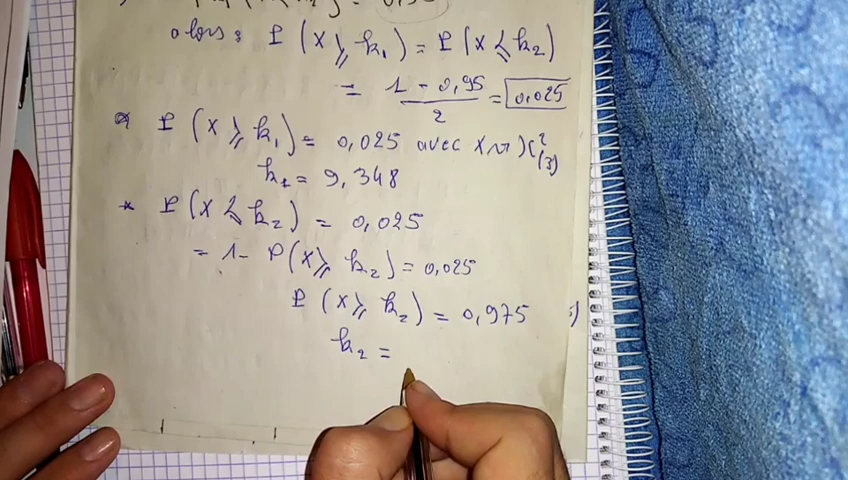 alors : P (X ⩾ k₁) = P (X ⩽ k₂)
= (1 - 0,95)/2 = 0,025
* P (X ⩾ k₁) = 0,025 avec X ~ χ²(3)
k₁ = 9,348
* P (X ⩽ k₂) = 0,025
= 1 - P(X ⩾ k₂) = 0,025
P (X ⩾ k₂) = 0,975
k₂ =